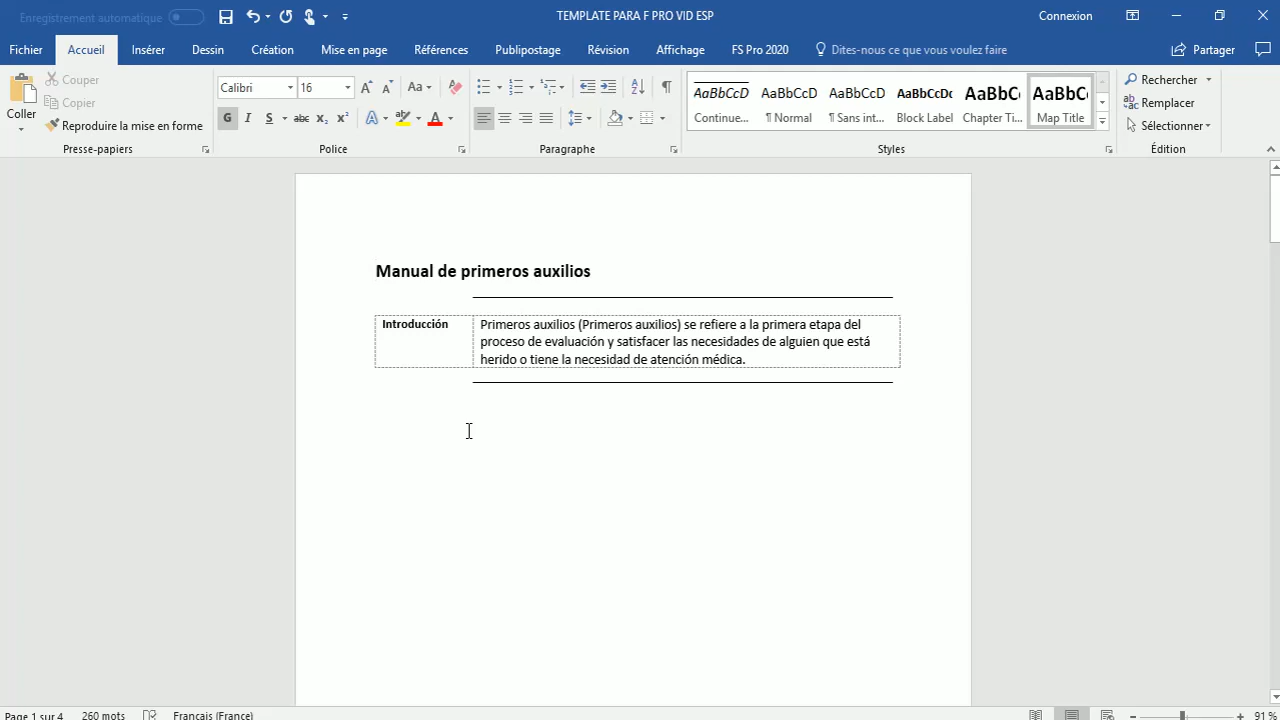 Enregistrement automatique
TEMPLATE PARA F PRO VID ESP
Connexion
Fichier
Accueil
Insérer
Dessin
Création
Mise en page
Références
Publipostage
Révision
Affichage
FS Pro 2020
Dites-nous ce que vous voulez faire
Partager
Coller
Couper
Copier
Reproduire la mise en forme
Presse-papiers
Calibri
16
Aa
G I S abc x₂ x²
A A
Police
Paragraphe
AaBbCcD AaBbCcD AaBbCcD AaBbCcDc AaBbC AaBbC
Continue... ¶ Normal ¶ Sans int... Block Label Chapter Ti... Map Title
Styles
Rechercher
Remplacer
Sélectionner
Édition
Manual de primeros auxilios
Introducción
Primeros auxilios (Primeros auxilios) se refiere a la primera etapa del
proceso de evaluación y satisfacer las necesidades de alguien que está
herido o tiene la necesidad de atención médica.
Page 1 sur 4
260 mots
Français (France)
91 %